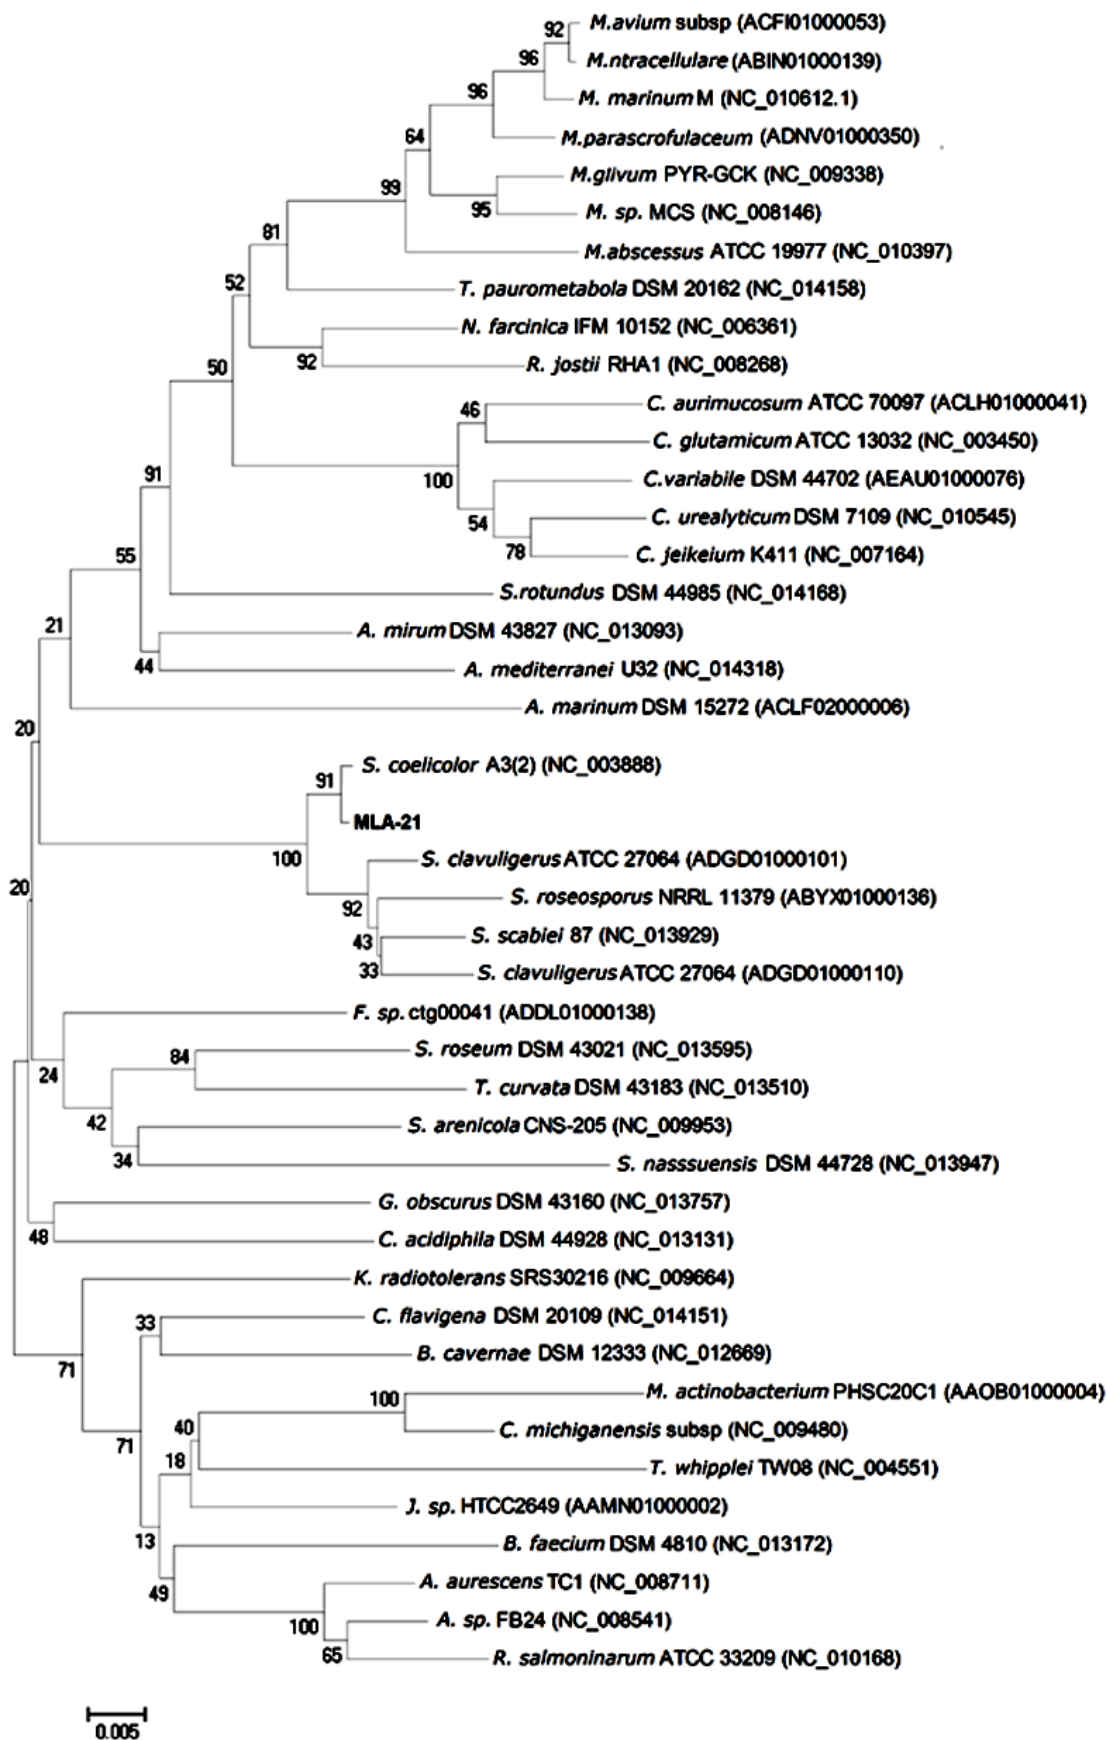 M.avium subsp (ACFI01000053)
92
M.ntracellulare (ABIN01000139)
96
M. marinum M (NC_010612.1)
96
M.parascrofulaceum (ADNV01000350)
64
M.gilvum PYR-GCK (NC_009338)
99
M. sp. MCS (NC_008146)
95
81
M.abscessus ATCC 19977 (NC_010397)
52
T. paurometabola DSM 20162 (NC_014158)
N. farcinica IFM 10152 (NC_006361)
92
50
R. jostii RHA1 (NC_008268)
C. aurimucosum ATCC 70097 (ACLH01000041)
46
C. glutamicum ATCC 13032 (NC_003450)
91
100
C.variabile DSM 44702 (AEAU01000076)
54
C. urealyticum DSM 7109 (NC_010545)
78
55
C. jeikeium K411 (NC_007164)
S.rotundus DSM 44985 (NC_014168)
21
A. mirum DSM 43827 (NC_013093)
44
A. mediterranei U32 (NC_014318)
A. marinum DSM 15272 (ACLF02000006)
20
S. coelicolor A3(2) (NC_003888)
91
MLA-21
100
S. clavuligerus ATCC 27064 (ADGD01000101)
20
S. roseosporus NRRL 11379 (ABYX01000136)
92
S. scabiei 87 (NC_013929)
43
33
S. clavuligerus ATCC 27064 (ADGD01000110)
F. sp. ctg00041 (ADDL01000138)
84
S. roseum DSM 43021 (NC_013595)
24
T. curvata DSM 43183 (NC_013510)
42
S. arenicola CNS-205 (NC_009953)
34
S. nasssuensis DSM 44728 (NC_013947)
G. obscurus DSM 43160 (NC_013757)
48
C. acidiphila DSM 44928 (NC_013131)
K. radiotolerans SRS30216 (NC_009664)
33
C. flavigena DSM 20109 (NC_014151)
B. cavernae DSM 12333 (NC_012669)
71
100
M. actinobacterium PHSC20C1 (AAOB01000004)
40
C. michiganensis subsp (NC_009480)
71
18
T. whipplei TW08 (NC_004551)
J. sp. HTCC2649 (AAMN01000002)
13
B. faecium DSM 4810 (NC_013172)
49
A. aurescens TC1 (NC_008711)
100
A. sp. FB24 (NC_008541)
65
R. salmoninarum ATCC 33209 (NC_010168)
0.005